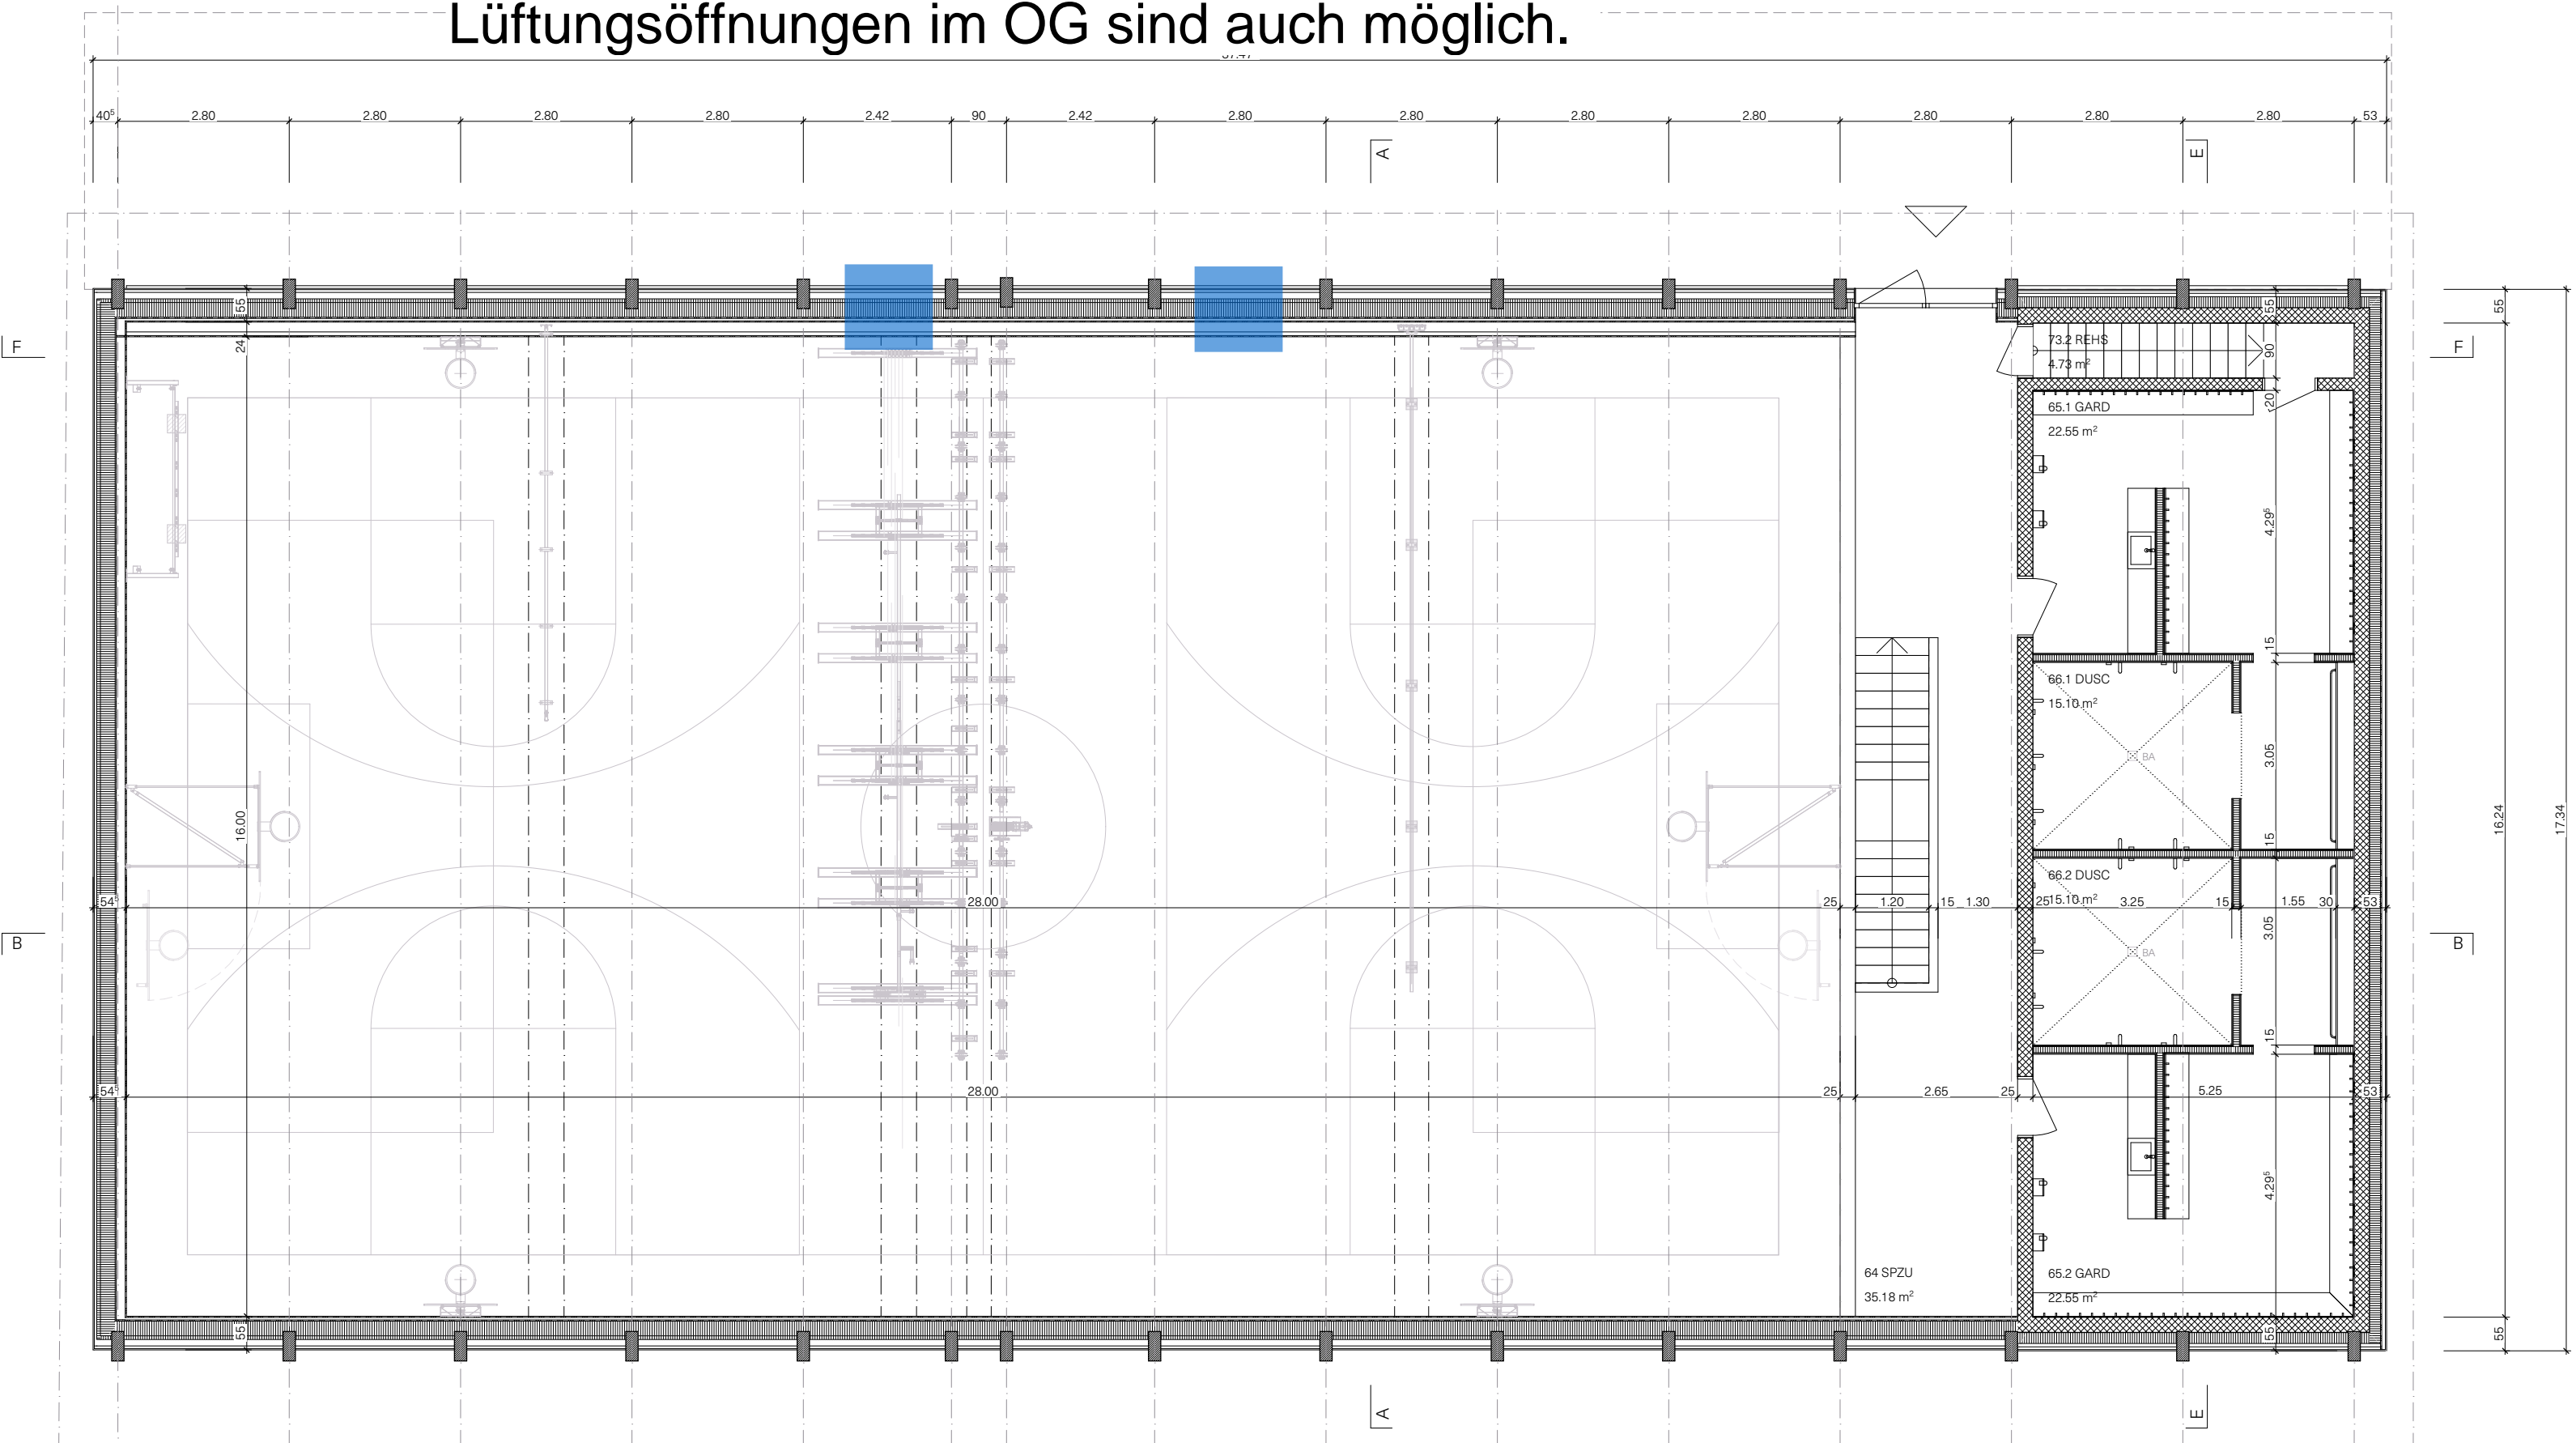 Lüftungsöffnungen im OG sind auch möglich.
40⁵ 2.80 2.80 2.80 2.80 2.42 90 2.42 2.80 2.80 2.80 2.80 2.80 2.80 2.80 53
A E
55 55 55
F 24 73.2 REHS 90 F
4.73 m²
20
65.1 GARD
22.55 m²
4.29⁵
15
66.1 DUSC
15.10 m²
BA 3.05
16.00 15 16.24 17.34
66.2 DUSC
54⁵ 28.00 25 1.20 15 1.30 25 15.10 m² 3.25 15 1.55 30 53
3.05
B BA B
15
54⁵ 28.00 25 2.65 25 5.25 53
4.29⁵
64 SPZU 65.2 GARD
35.18 m² 22.55 m²
55 55 55
A E